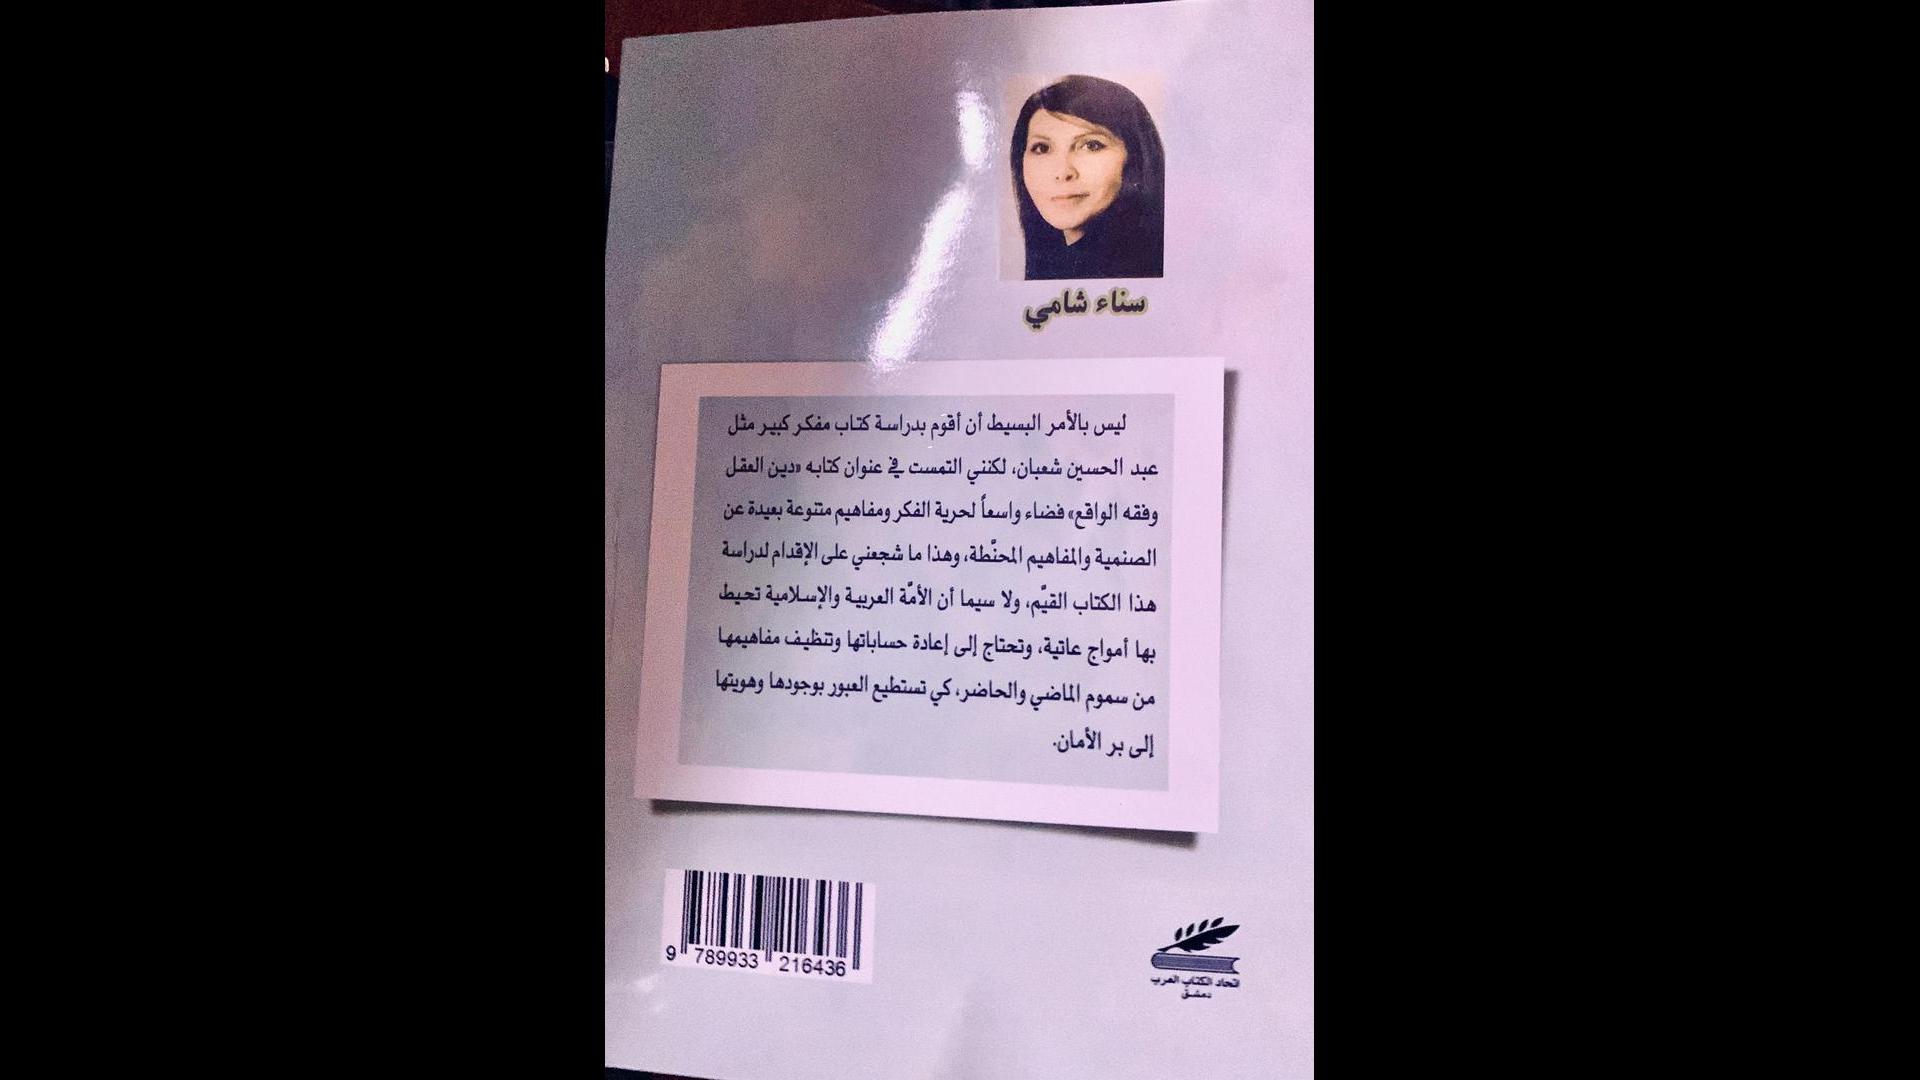 سناء شامي
ليس بالأمر البسيط أن أقوم بدراسة كتاب مفكر كبير مثل
عبد الحسين شعبان، لكنني التمست في عنوان كتابه «دين العقل
وفقه الواقع» فضاء واسعاً لحرية الفكر ومفاهيم متنوعة بعيدة عن
الصنمية والمفاهيم المحنَّطة، وهذا ما شجعني على الإقدام لدراسة
هذا الكتاب القيَّم، ولا سيما أن الأمَّة العربية والإسلامية تحيط
بها أمواج عاتية، وتحتاج إلى إعادة حساباتها وتنظيف مفاهيمها
من سموم الماضي والحاضر، كي تستطيع العبور بوجودها وهويتها
إلى بر الأمان.
9 789933 216436
اتحاد الكتاب العرب
دمشق